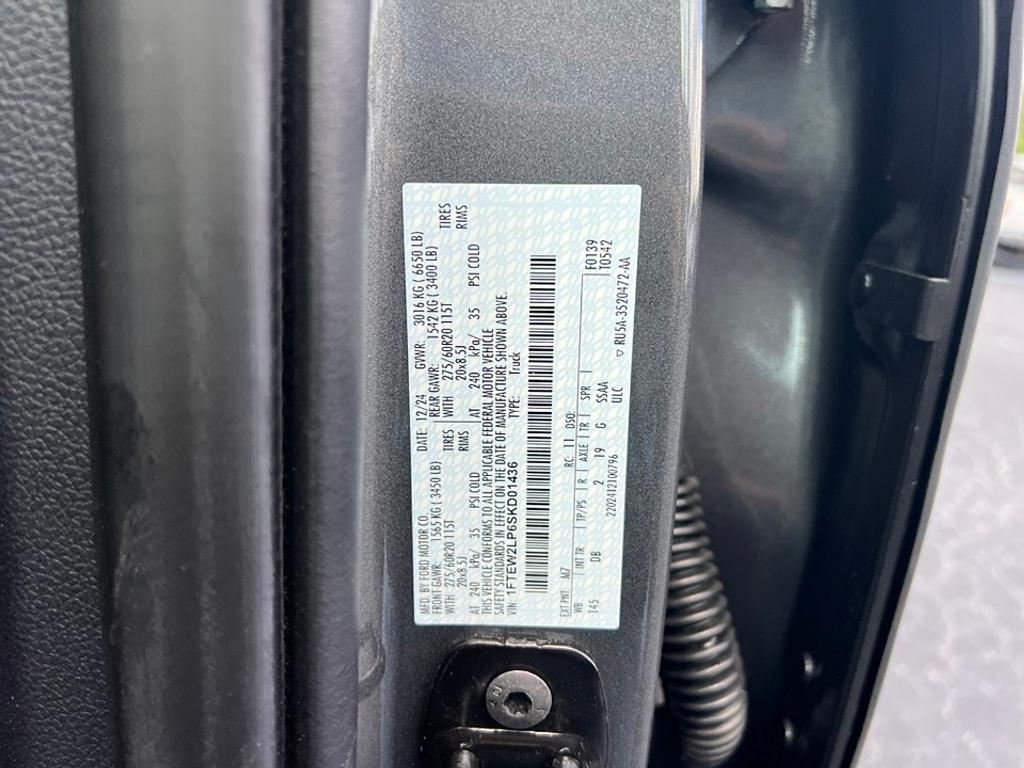 MFD. BY FORD MOTOR CO. DATE: 12/24 GVWR: 3016 KG ( 6650 LB)
FRONT GAWR: 1565 KG ( 3450 LB) REAR GAWR: 1542 KG ( 3400 LB)
WITH 275/60R20 115T TIRES WITH 275/60R20 115T TIRES
20x8.5J RIMS 20x8.5J RIMS
AT 240 kPa/ 35 PSI COLD AT 240 kPa/ 35 PSI COLD
THIS VEHICLE CONFORMS TO ALL APPLICABLE FEDERAL MOTOR VEHICLE
SAFETY STANDARDS IN EFFECT ON THE DATE OF MANUFACTURE SHOWN ABOVE.
VIN: 1FTEW2LP6SKD01436 TYPE: Truck
EXT PNT: M7 RC: 11 DSO: F0139
WB INT TR TP/PS R AXLE TR SPR T0542
145 DB 2 19 G SSAA
2202412100796 ULC ▽ RU5A-3520472-AA